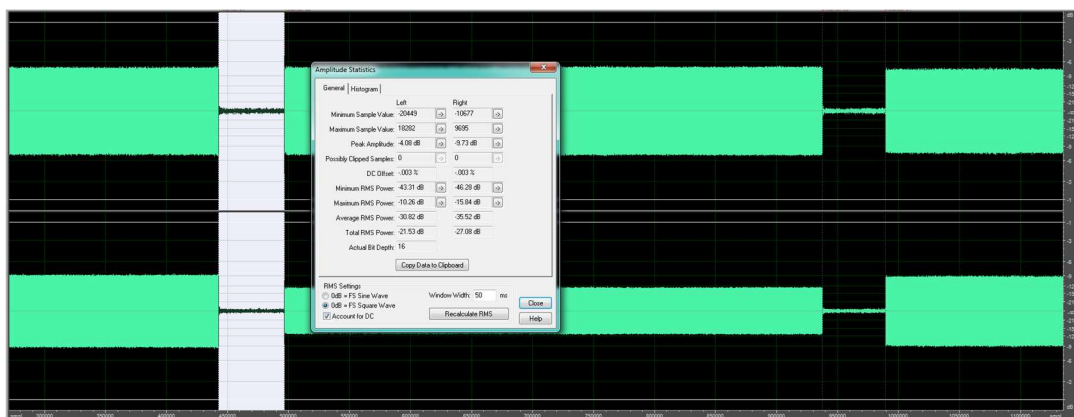 Amplitude Statistics
General Histogram
Left Right
Minimum Sample Value: -20449 -10677
Maximum Sample Value: 18282 9695
Peak Amplitude: -4.08 dB -9.73 dB
Possibly Clipped Samples: 0 0
DC Offset: -.003 % -.003 %
Minimum RMS Power: -43.31 dB -46.28 dB
Maximum RMS Power: -10.26 dB -15.84 dB
Average RMS Power: -30.82 dB -35.52 dB
Total RMS Power: -21.53 dB -27.08 dB
Actual Bit Depth: 16
Copy Data to Clipboard
RMS Settings
0dB = FS Sine Wave Window Width: 50 ms
0dB = FS Square Wave Close
Account for DC Recalculate RMS Help